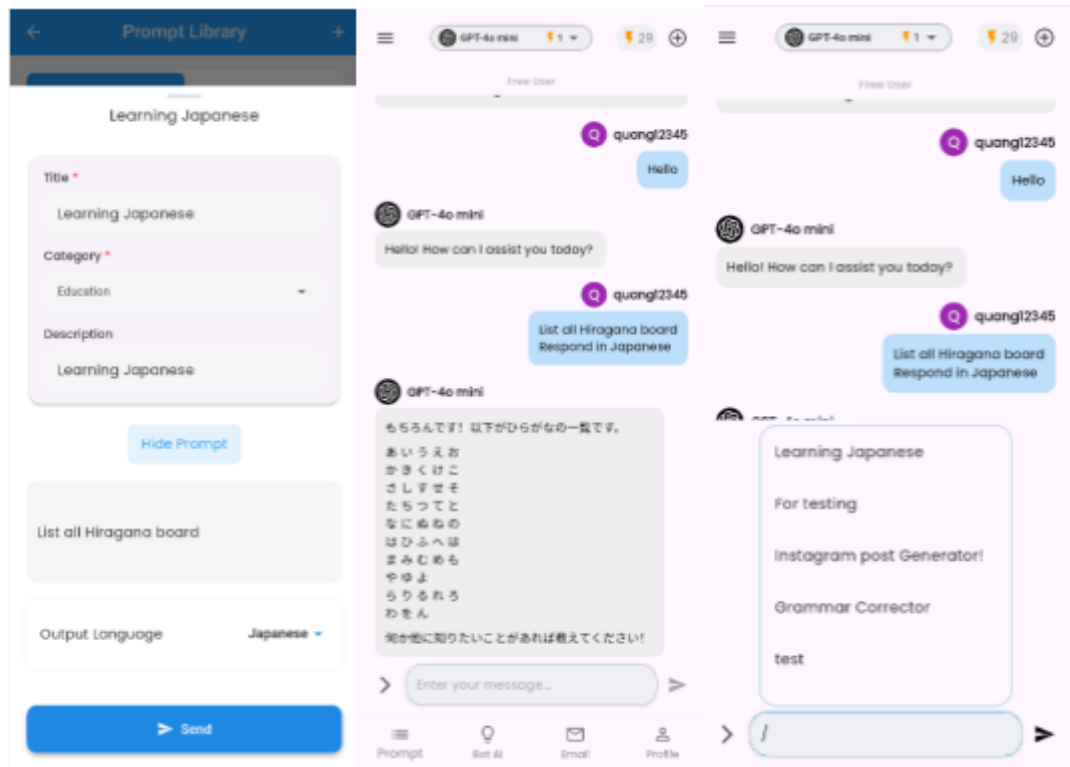 Prompt Library
Learning Japanese
Title *
Learning Japanese
Category *
Education
Description
Learning Japanese
Hide Prompt
List all Hiragana board
Output Language
Japanese
Send
GPT-4o mini
1
29
Free User
Q quang12345
Hello
GPT-4o mini
Hello! How can I assist you today?
Q quang12345
List all Hiragana board
Respond in Japanese
GPT-4o mini
もちろんです！以下がひらがなの一覧です。
あ い う え お
か き く け こ
さ し す せ そ
た ち つ て と
な に ぬ ね の
は ひ ふ へ ほ
ま み む め も
や ゆ よ
ら り る れ ろ
わ を ん
何か他に知りたいことがあれば教えてください！
Enter your message...
Prompt
Bot AI
Email
Profile
GPT-4o mini
1
29
Free User
Q quang12345
Hello
GPT-4o mini
Hello! How can I assist you today?
Q quang12345
List all Hiragana board
Respond in Japanese
GPT-4o mini
Learning Japanese
For testing
Instagram post Generator!
Grammar Corrector
test
/